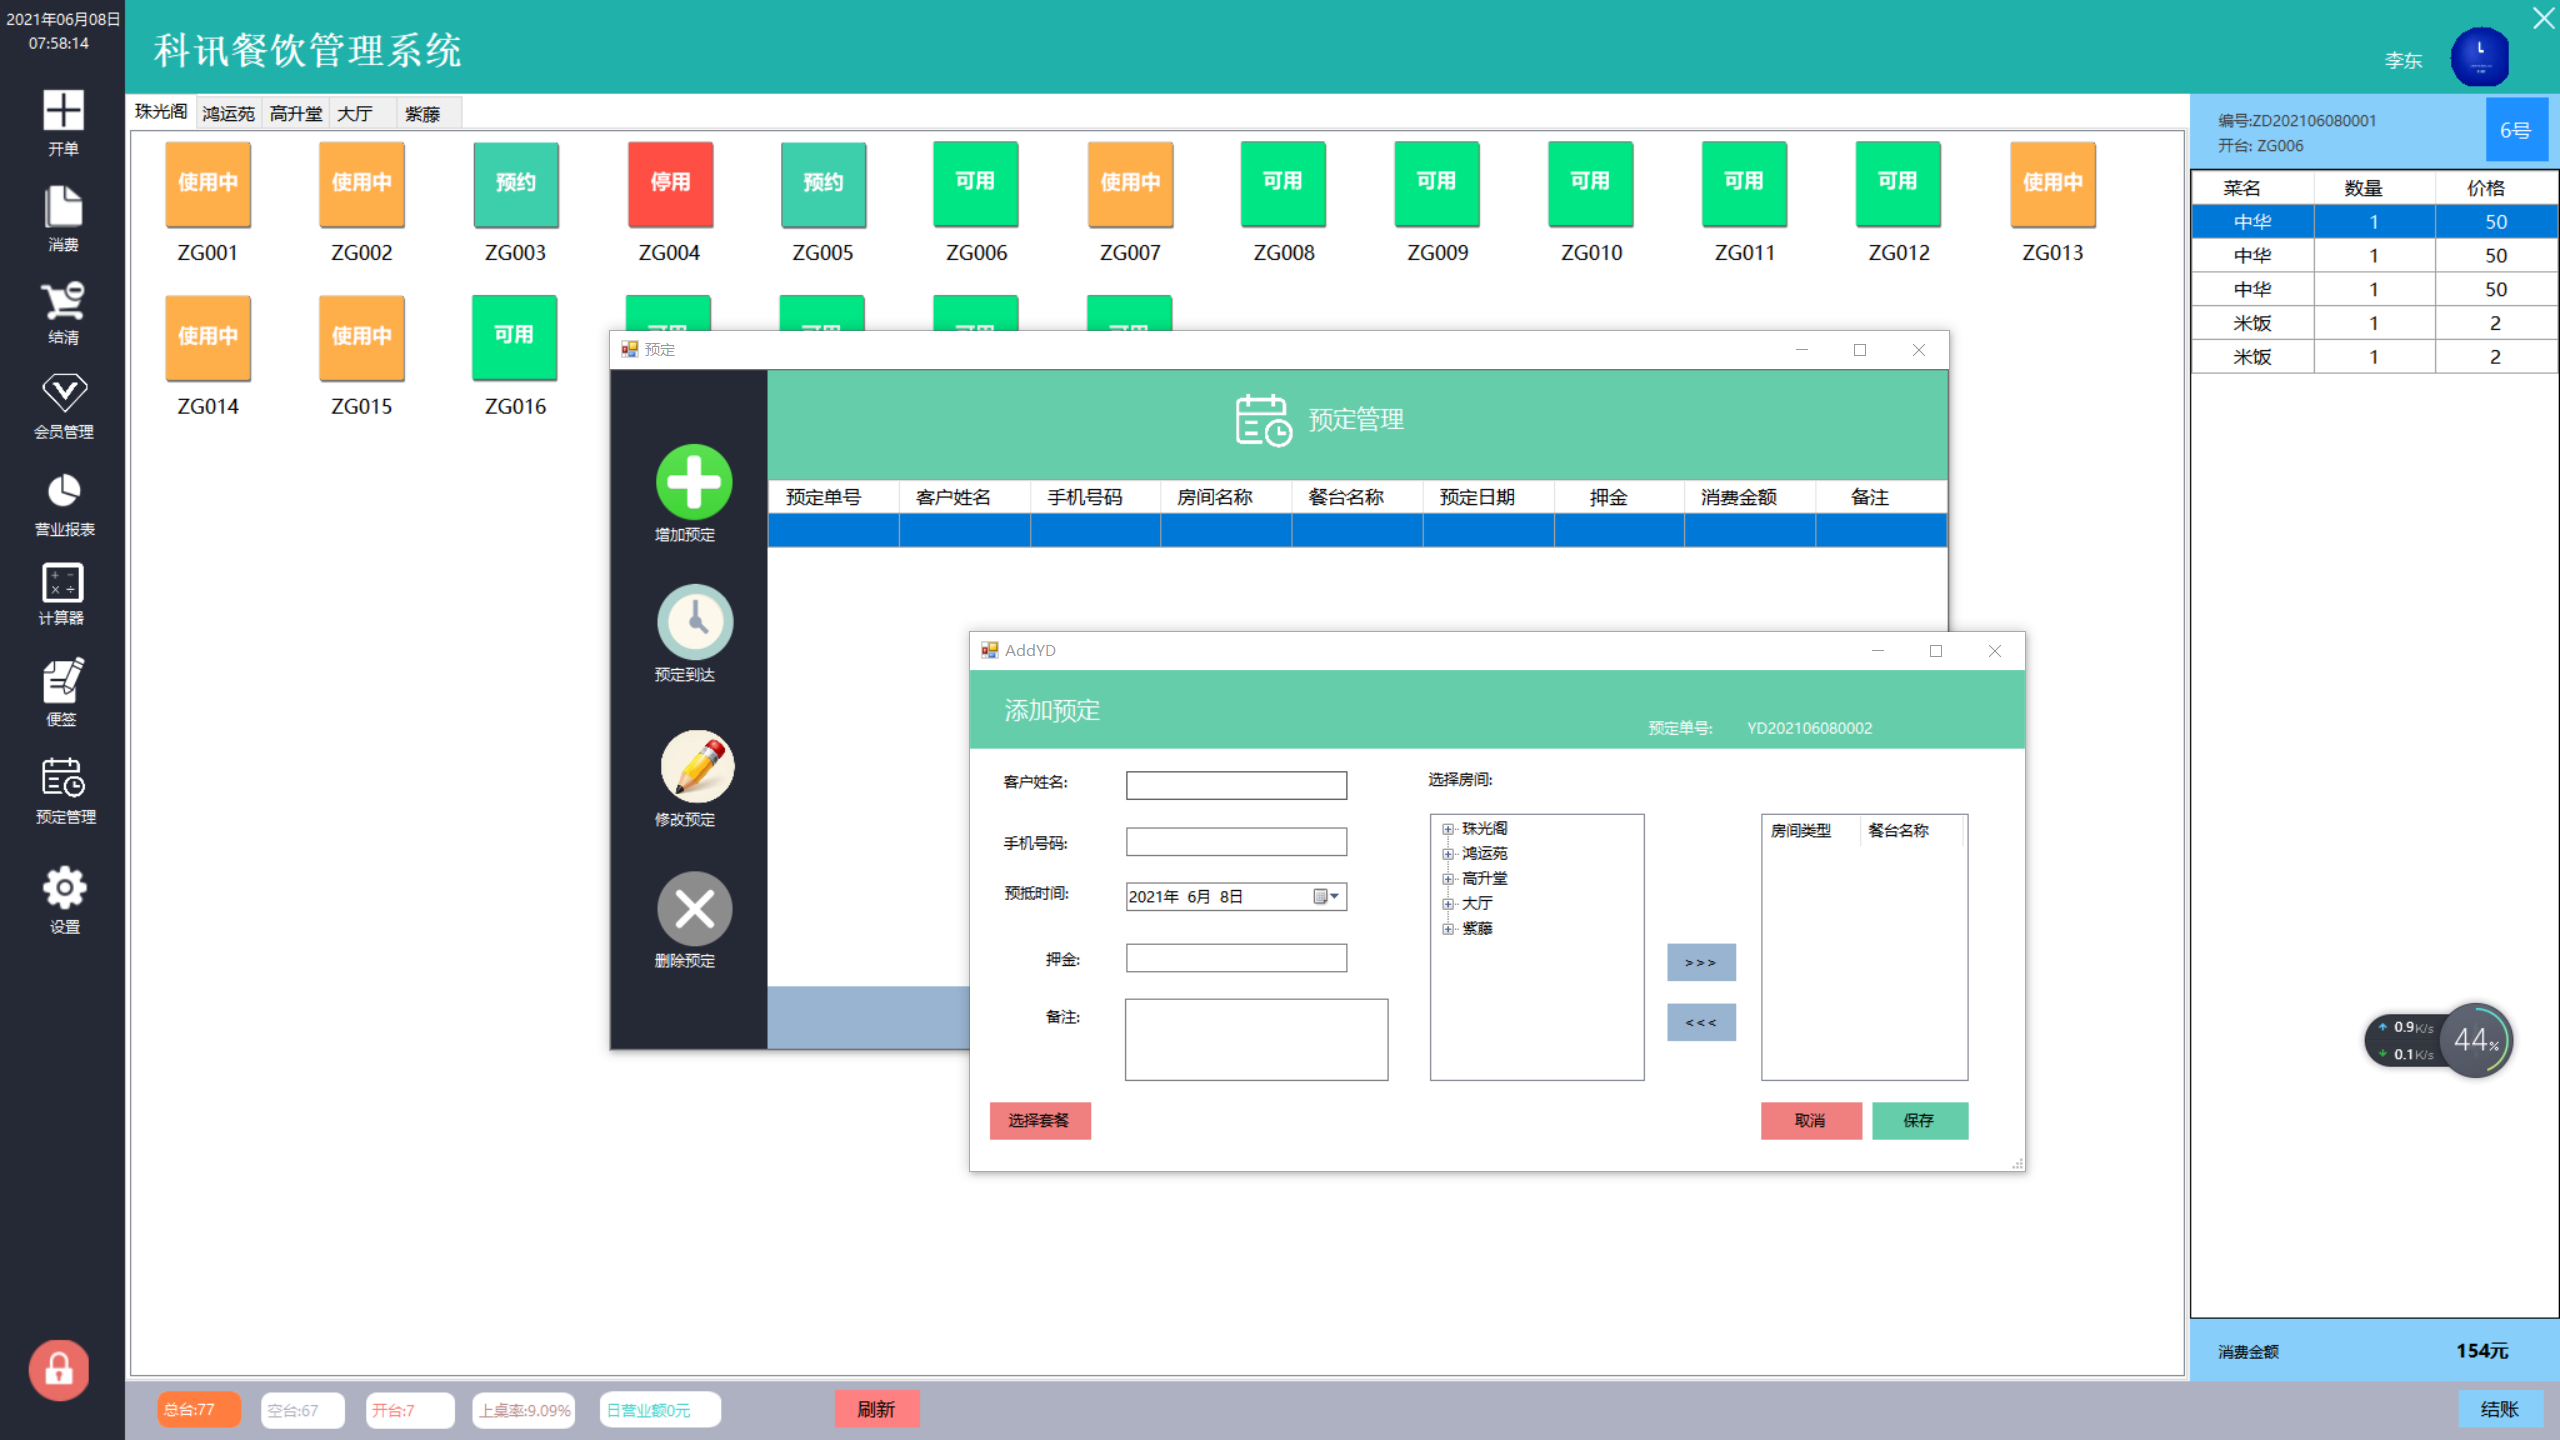 2021年06月08日
07:58:14
科讯餐饮管理系统
李东
开单
消费
结清
会员管理
营业报表
计算器
便签
预定管理
设置
珠光阁 鸿运苑 高升堂 大厅 紫藤
使用中 使用中 预约 停用 预约 可用 使用中 可用 可用 可用 可用 可用 使用中
ZG001 ZG002 ZG003 ZG004 ZG005 ZG006 ZG007 ZG008 ZG009 ZG010 ZG011 ZG012 ZG013
使用中 使用中 可用
ZG014 ZG015 ZG016
编号:ZD202106080001
开台: ZG006
6号
菜名 数量 价格
中华 1 50
中华 1 50
中华 1 50
米饭 1 2
米饭 1 2
预定
预定管理
增加预定
预定到达
修改预定
删除预定
预定单号 客户姓名 手机号码 房间名称 餐台名称 预定日期 押金 消费金额 备注
AddYD
添加预定
预定单号: YD202106080002
客户姓名:
手机号码:
预抵时间: 2021年 6月 8日
押金:
备注:
选择房间:
珠光阁
鸿运苑
高升堂
大厅
紫藤
>>>
<<<
房间类型 餐台名称
选择套餐
取消 保存
0.9K/s
0.1K/s
44%
消费金额 154元
总台:77 空台:67 开台:7 上桌率:9.09% 日营业额0元 刷新 结账